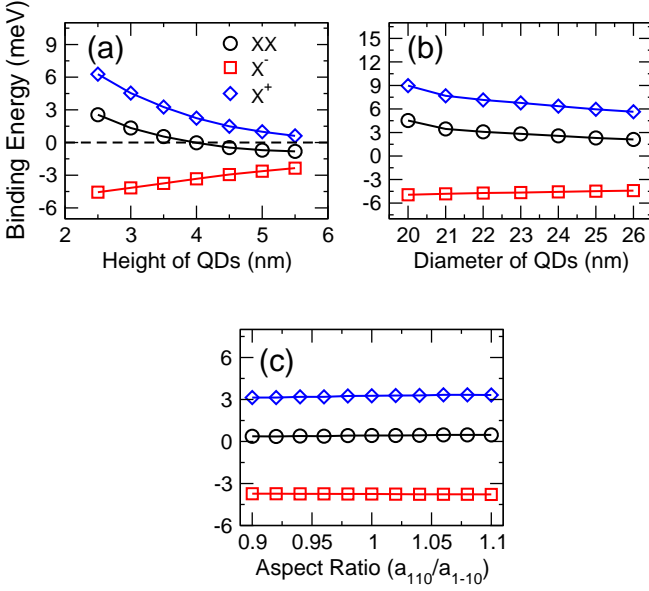 (a)
XX
X-
X+
9
6
3
0
-3
-6
2 3 4 5 6
Height of QDs (nm)
Binding Energy (meV)
(b)
15
12
9
6
3
0
-3
-6
20 21 22 23 24 25 26
Diameter of QDs (nm)
(c)
6
3
0
-3
-6
0.9 0.95 1 1.05 1.1
Aspect Ratio (a110/a1-10)